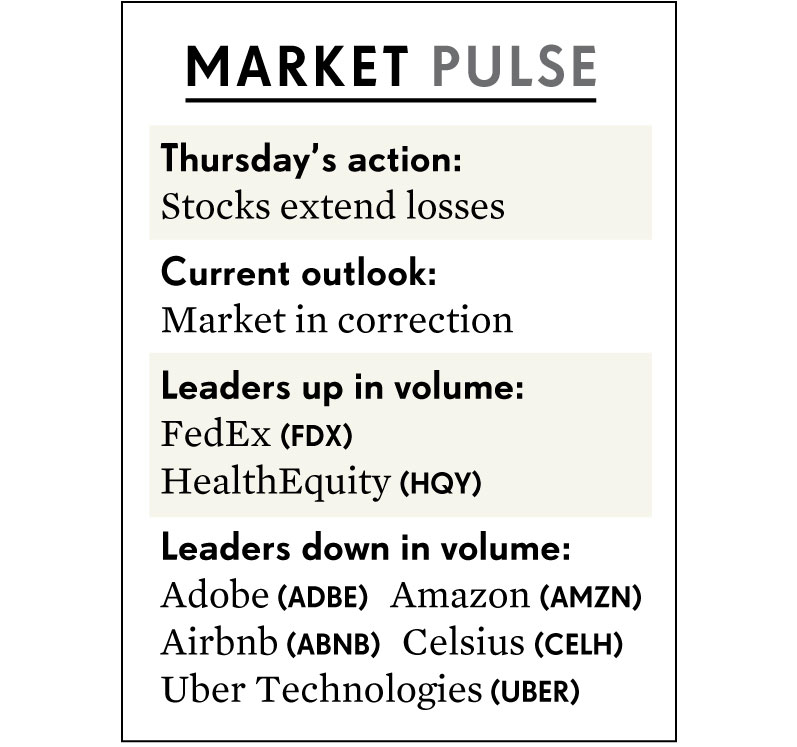 MARKET PULSE
Thursday's action:
Stocks extend losses
Current outlook:
Market in correction
Leaders up in volume:
FedEx (FDX)
HealthEquity (HQY)
Leaders down in volume:
Adobe (ADBE) Amazon (AMZN)
Airbnb (ABNB) Celsius (CELH)
Uber Technologies (UBER)